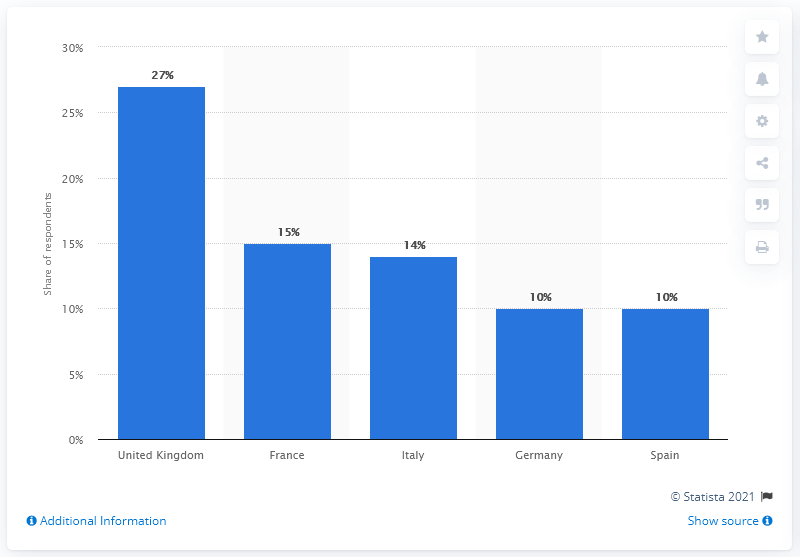 30%
27%
25%
20%
15%
15%
14%
10%
10%
10%
5%
0%
Share of respondents
United Kingdom
France
Italy
Germany
Spain
© Statista 2021
Additional Information
Show source